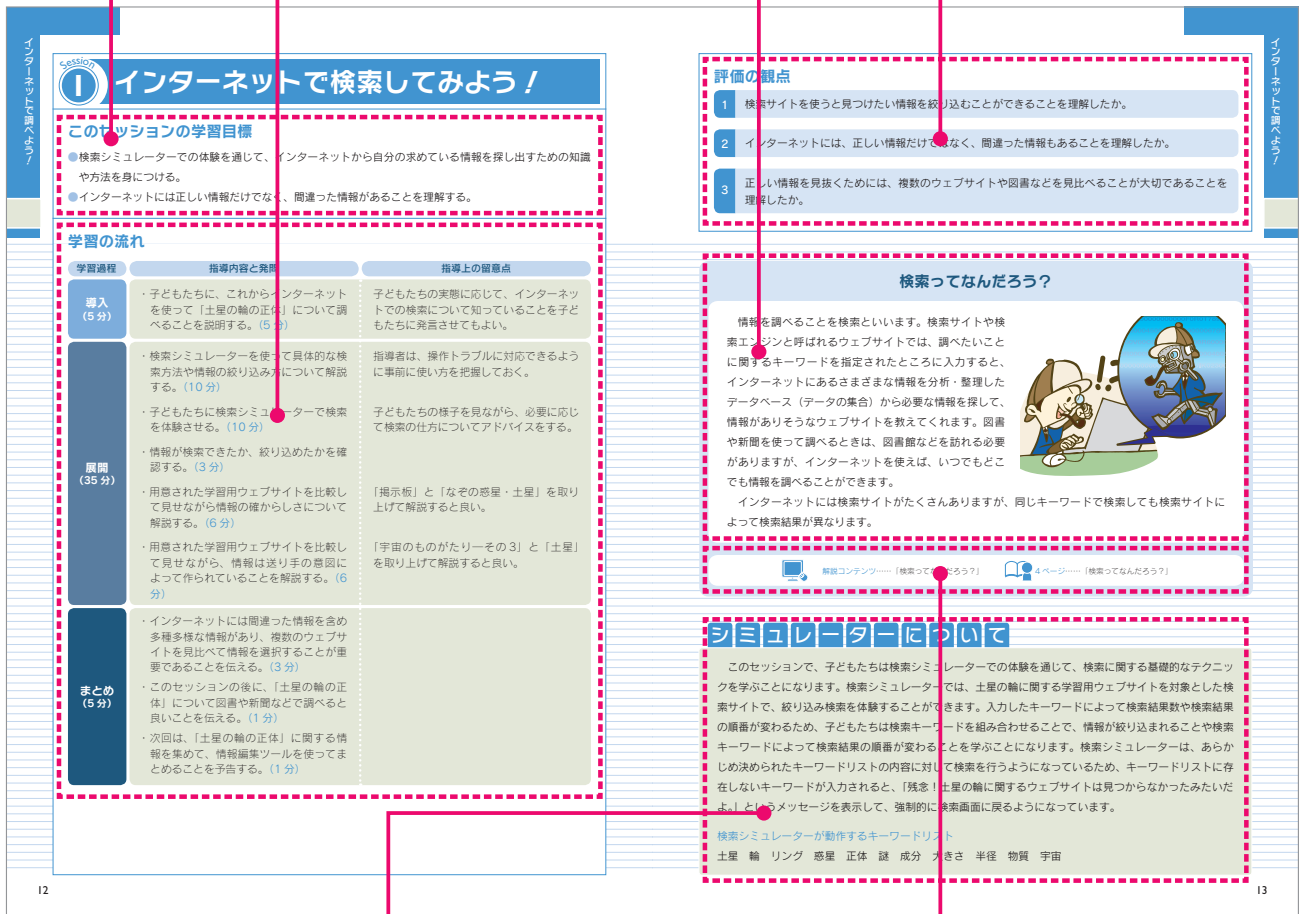 インターネットで調べよう！
Session
1
インターネットで検索してみよう！
このセッションの学習目標
●検索シミュレーターでの体験を通じて、インターネットから自分の求めている情報を探し出すための知識
や方法を身につける。
●インターネットには正しい情報だけでなく、間違った情報があることを理解する。
学習の流れ
学習過程 指導内容と発問 指導上の留意点
導入
（5 分）
・子どもたちに、これからインターネット
を使って「土星の輪の正体」について調
べることを説明する。（5 分）
子どもたちの実態に応じて、インターネッ
トでの検索について知っていることを子ど
もたちに発言させてもよい。
展開
（35 分）
・検索シミュレーターを使って具体的な検
索方法や情報の絞り込み方について解説
する。（10 分）
指導者は、操作トラブルに対応できるよう
に事前に使い方を把握しておく。
・子どもたちに検索シミュレーターで検索
を体験させる。（10 分）
子どもたちの様子を見ながら、必要に応じ
て検索の仕方についてアドバイスをする。
・情報が検索できたか、絞り込めたかを確
認する。（3 分）
・用意された学習用ウェブサイトを比較し
て見せながら情報の確からしさについて
解説する。（6 分）
「掲示板」と「なぞの惑星・土星」を取り
上げて解説すると良い。
・用意された学習用ウェブサイトを比較し
て見せながら、情報は送り手の意図に
よって作られていることを解説する。（6
分）
「宇宙のものがたり―その 3」と「土星」
を取り上げて解説すると良い。
まとめ
（5 分）
・インターネットには間違った情報を含め
多種多様な情報があり、複数のウェブサ
イトを見比べて情報を選択することが重
要であることを伝える。（3 分）
・このセッションの後に、「土星の輪の正
体」について図書や新聞などで調べると
良いことを伝える。（1 分）
・次回は、「土星の輪の正体」に関する情
報を集めて、情報編集ツールを使ってま
とめることを予告する。（1 分）
12
インターネットで調べよう！
評価の観点
1 検索サイトを使うと見つけたい情報を絞り込むことができることを理解したか。
2 インターネットには、正しい情報だけでなく、間違った情報もあることを理解したか。
3 正しい情報を見抜くためには、複数のウェブサイトや図書などを見比べることが大切であることを
理解したか。
検索ってなんだろう？
情報を調べることを検索といいます。検索サイトや検
索エンジンと呼ばれるウェブサイトでは、調べたいこと
に関するキーワードを指定されたところに入力すると、
インターネットにあるさまざまな情報を分析・整理した
データベース（データの集合）から必要な情報を探して、
情報がありそうなウェブサイトを教えてくれます。図書
や新聞を使って調べるときは、図書館などを訪れる必要
がありますが、インターネットを使えば、いつでもどこ
でも情報を調べることができます。
インターネットには検索サイトがたくさんありますが、同じキーワードで検索しても検索サイトに
よって検索結果が異なります。
!!
解説コンテンツ……「検索ってなんだろう？」 4 ページ……「検索ってなんだろう？」
シミュレーターについて
このセッションで、子どもたちは検索シミュレーターでの体験を通じて、検索に関する基礎的なテクニッ
クを学ぶことになります。検索シミュレーターでは、土星の輪に関する学習用ウェブサイトを対象とした検
索サイトで、絞り込み検索を体験することができます。入力したキーワードによって検索結果数や検索結果
の順番が変わるため、子どもたちは検索キーワードを組み合わせることで、情報が絞り込まれることや検索
キーワードによって検索結果の順番が変わることを学ぶことになります。検索シミュレーターは、あらか
じめ決められたキーワードリストの内容に対して検索を行うようになっているため、キーワードリストに存
在しないキーワードが入力されると、「残念！土星の輪に関するウェブサイトは見つからなかったみたいだ
よ。」というメッセージを表示して、強制的に検索画面に戻るようになっています。
検索シミュレーターが動作するキーワードリスト
土星 輪 リング 惑星 正体 謎 成分 大きさ 半径 物質 宇宙
13